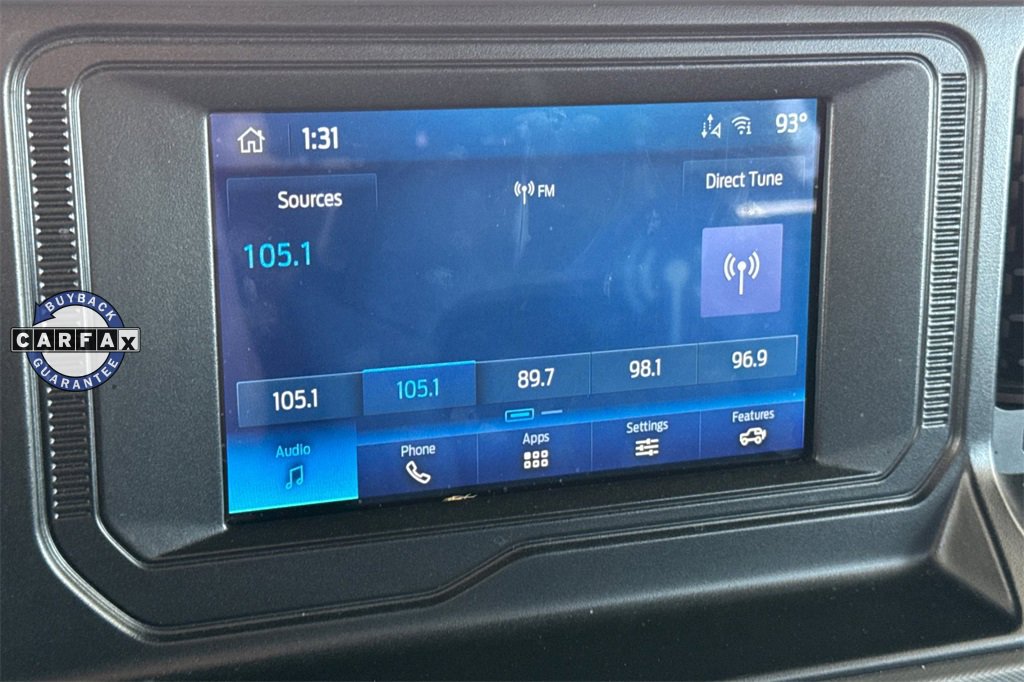 1:31
93°
Sources
FM
Direct Tune
105.1
105.1 105.1 89.7 98.1 96.9
Audio Phone Apps Settings Features
BUYBACK
CARFAX
GUARANTEE